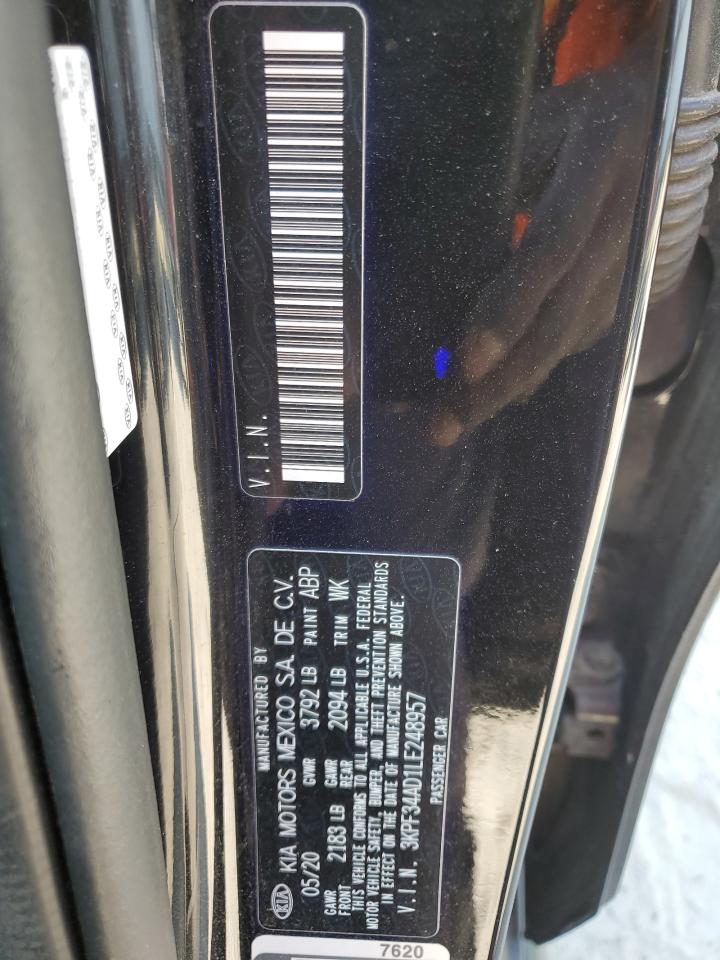 V.I.N.
MANUFACTURED BY
KIA KIA MOTORS MEXICO S.A. DE C.V.
05/20 GVWR 3792 LB PAINT ABP
GAWR FRONT 2183 LB GAWR REAR 2094 LB TRIM WK
THIS VEHICLE CONFORMS TO ALL APPLICABLE U.S.A. FEDERAL
MOTOR VEHICLE SAFETY, BUMPER, AND THEFT PREVENTION STANDARDS
IN EFFECT ON THE DATE OF MANUFACTURE SHOWN ABOVE.
V.I.N. 3KPF34AD1LE248957
PASSENGER CAR
7620